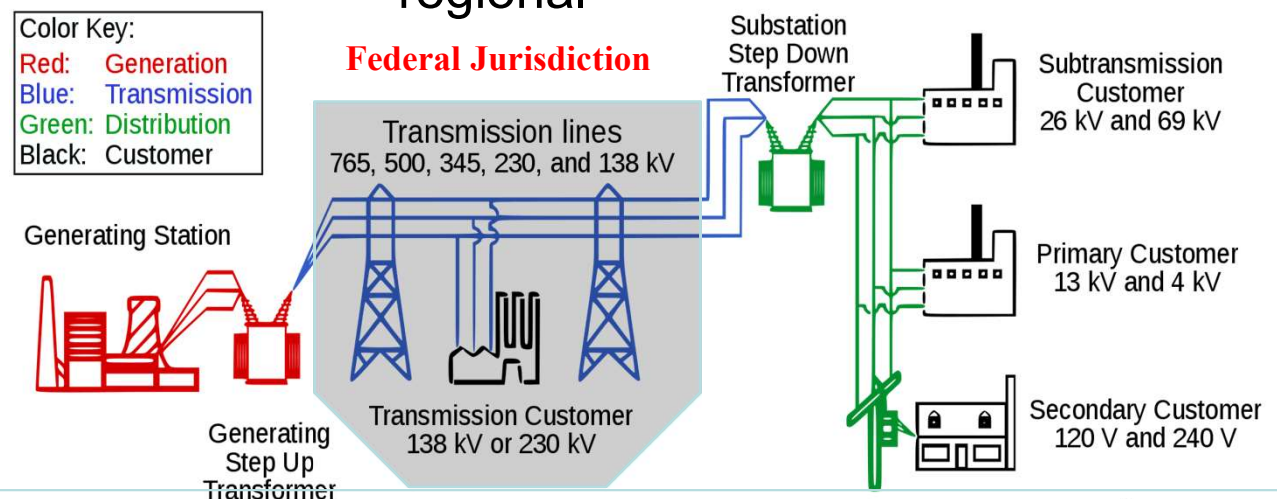 regional
Color Key:
Red: Generation
Blue: Transmission
Green: Distribution
Black: Customer
Federal Jurisdiction
Substation
Step Down
Transformer
Subtransmission
Customer
26 kV and 69 kV
Transmission lines
765, 500, 345, 230, and 138 kV
Generating Station
Primary Customer
13 kV and 4 kV
Transmission Customer
138 kV or 230 kV
Secondary Customer
120 V and 240 V
Generating
Step Up
Transformer